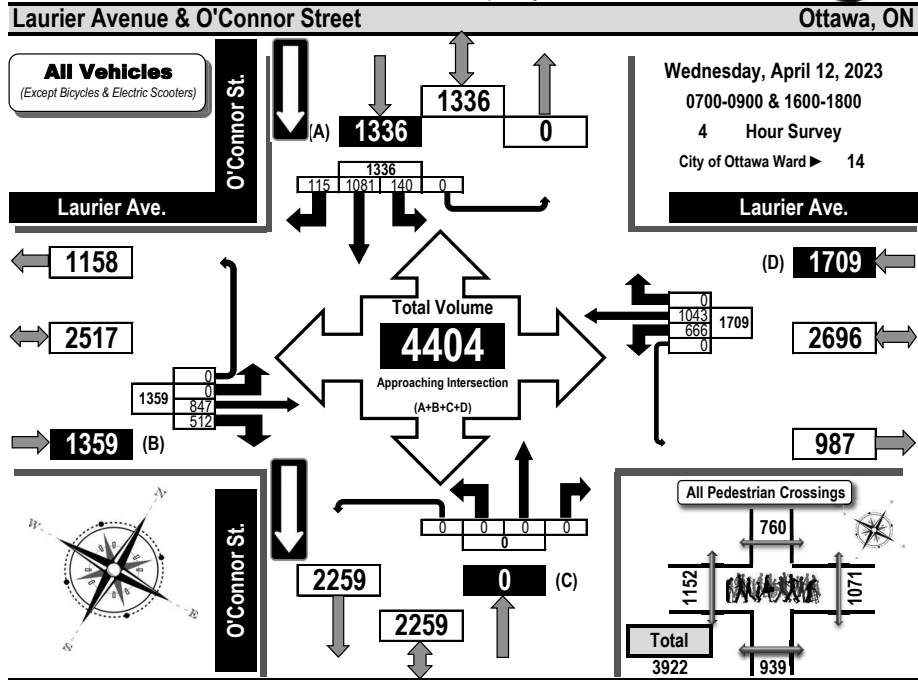 Laurier Avenue & O'Connor Street
Ottawa, ON
All Vehicles
(Except Bicycles & Electric Scooters)
O'Connor St.
Laurier Ave.
(A)
1336
1336
0
1336
115 1081 140 0
Wednesday, April 12, 2023
0700-0900 & 1600-1800
4 Hour Survey
City of Ottawa Ward ► 14
Laurier Ave.
1158
2517
1359 (B)
1359
0
0
847
512
Total Volume
4404
Approaching Intersection
(A+B+C+D)
(D) 1709
0
1043
666
0
1709
2696
987
N
W
E
S
O'Connor St.
0 0 0 0
0
2259
0 (C)
2259
All Pedestrian Crossings
760
1152
1071
Total
3922
939